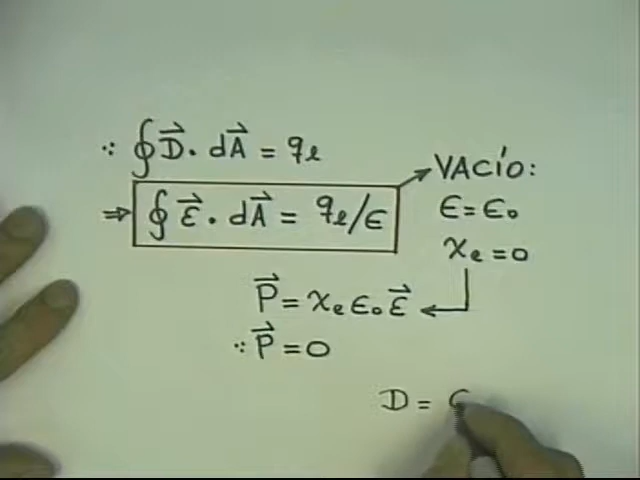 ∴ ∮ D⃗ · dA⃗ = qₗ
⇒ ∮ ε⃗ · dA⃗ = qₗ/ϵ
VACÍO:
ϵ = ϵ₀
χₑ = 0
P⃗ = χₑ ϵ₀ ε⃗
∴ P⃗ = 0
D =